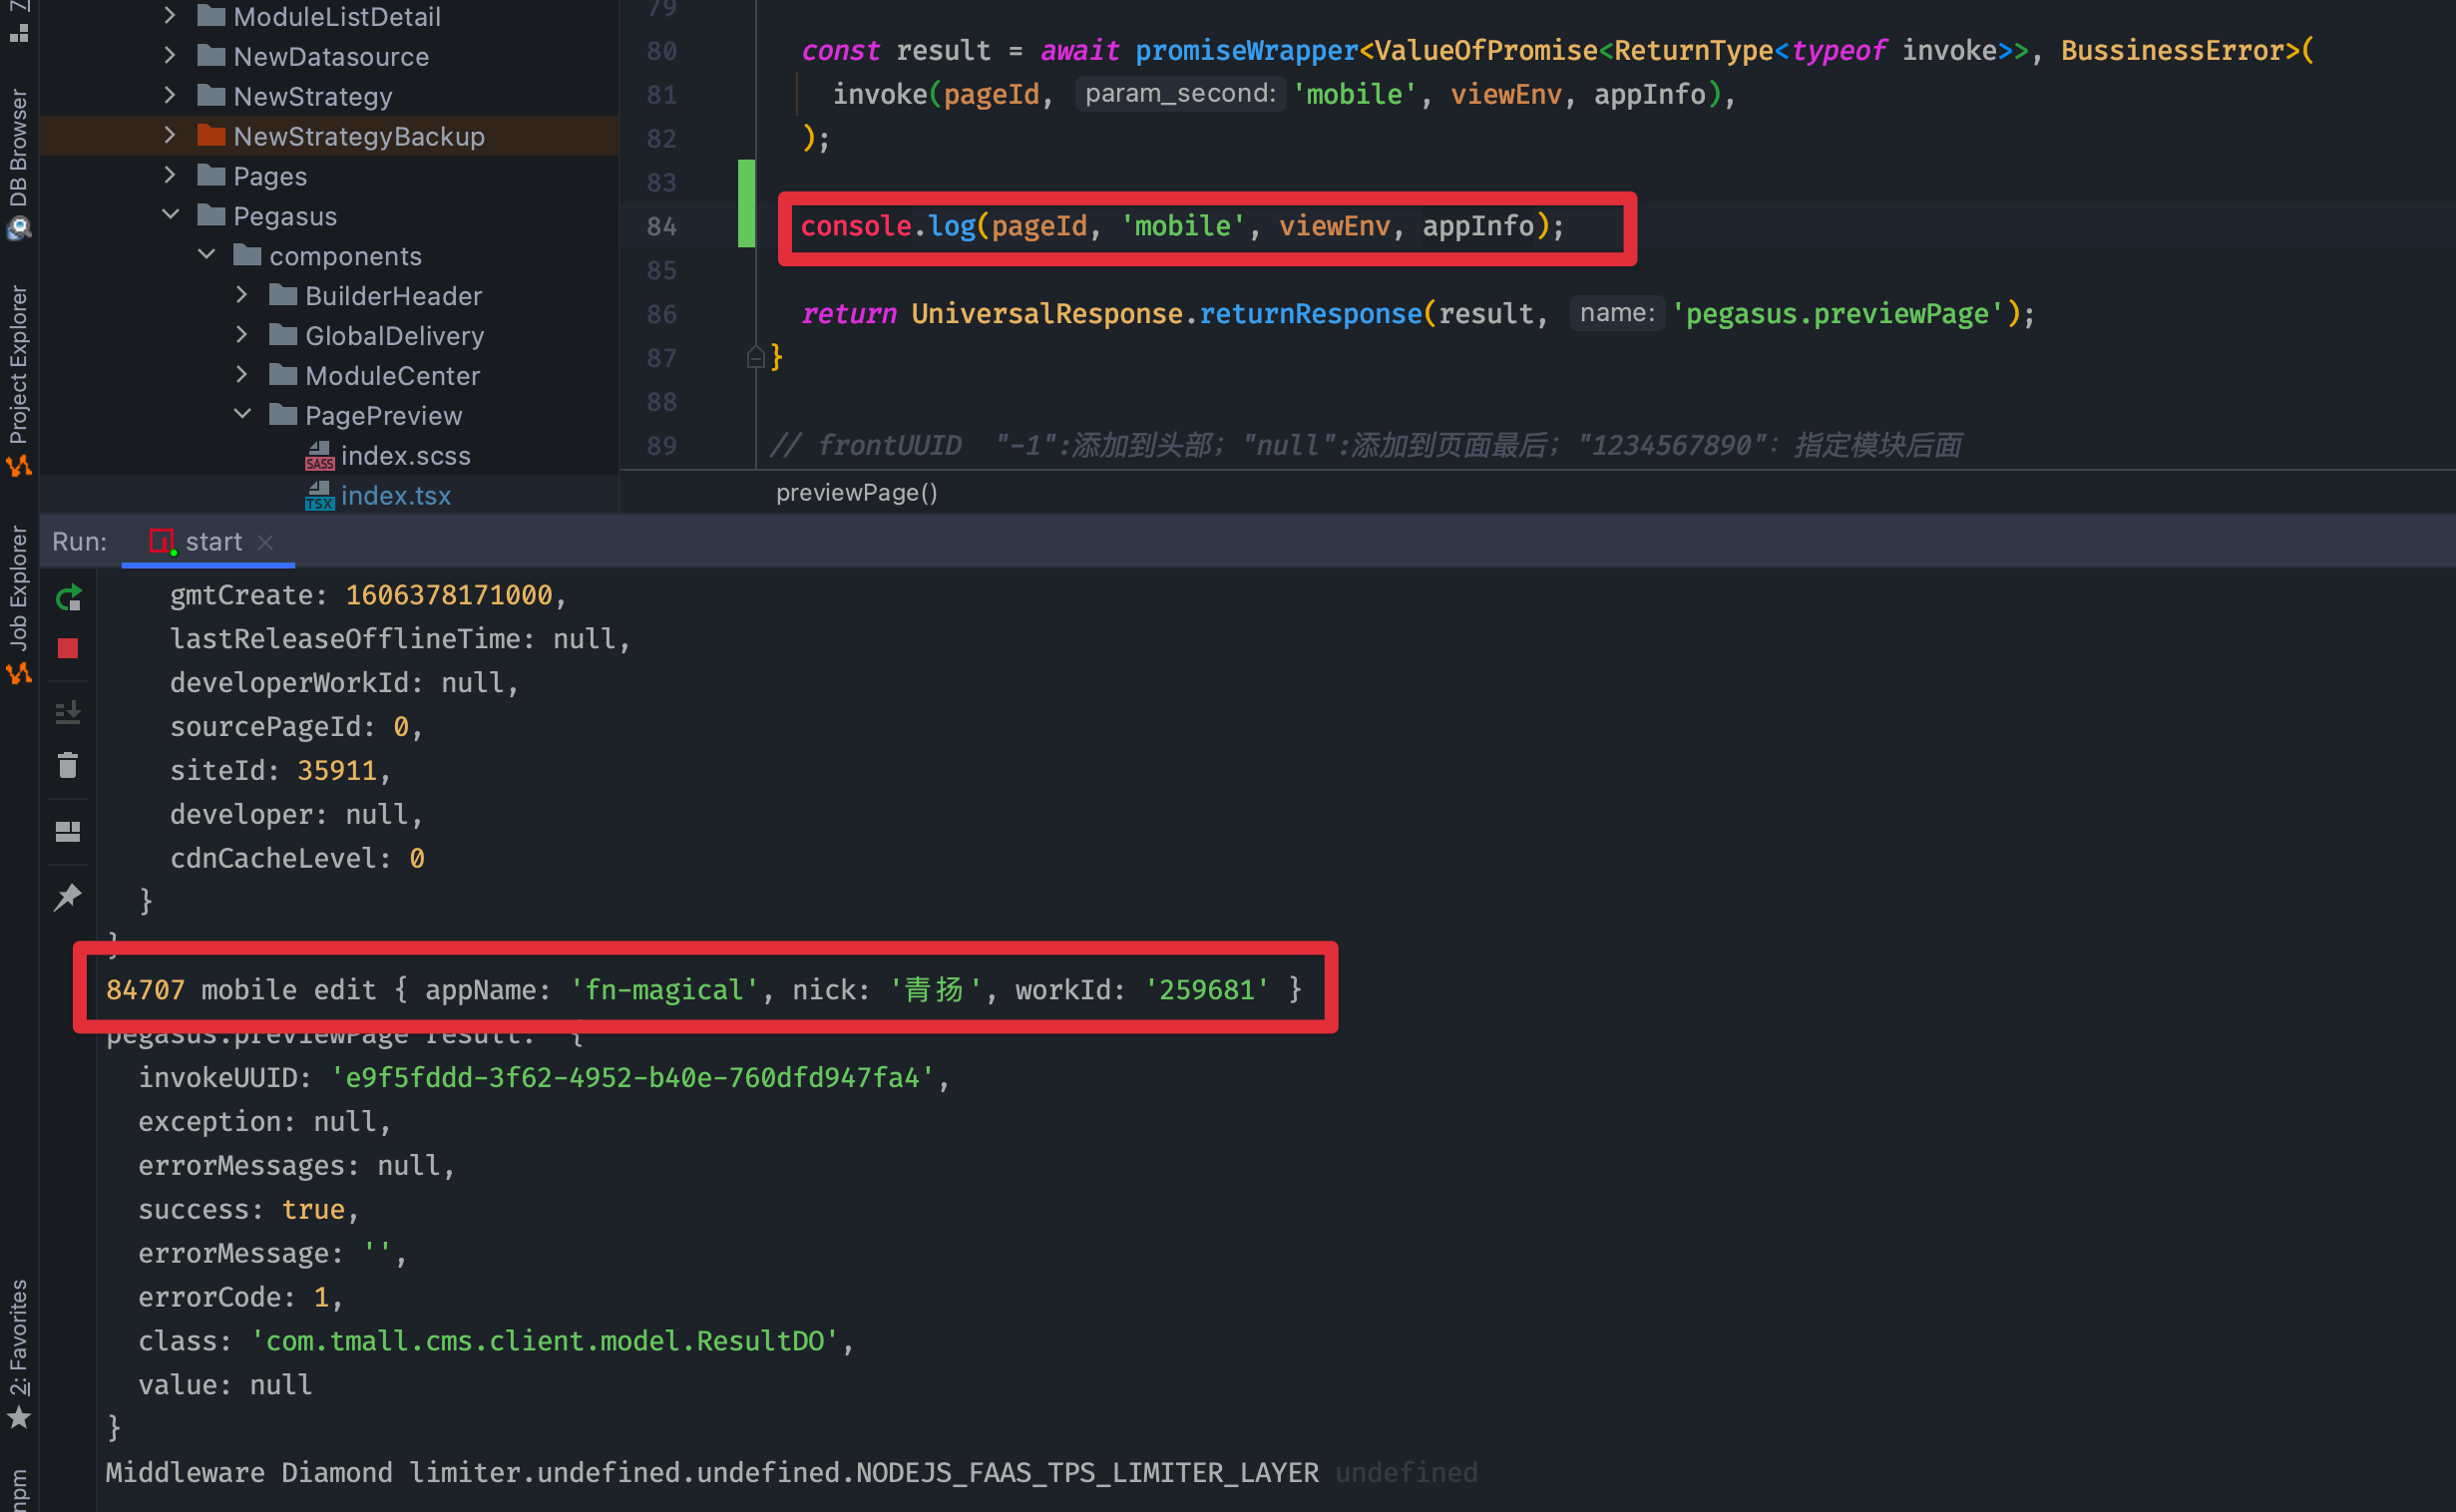 ModuleListDetail
NewDatasource
NewStrategy
NewStrategyBackup
Pages
Pegasus
components
BuilderHeader
GlobalDelivery
ModuleCenter
PagePreview
index.scss
index.tsx
DB Browser
Project Explorer
Job Explorer
2: Favorites
npm
79
80 const result = await promiseWrapper<ValueOfPromise<ReturnType<typeof invoke>>, BussinessError>(
81 invoke(pageId, param_second: 'mobile', viewEnv, appInfo),
82 );
83
84 console.log(pageId, 'mobile', viewEnv, appInfo);
85
86 return UniversalResponse.returnResponse(result, name: 'pegasus.previewPage');
87 }
88
89 // frontUUID "-1":添加到头部; "null":添加到页面最后; "1234567890": 指定模块后面
previewPage()
Run: start
gmtCreate: 1606378171000,
lastReleaseOfflineTime: null,
developerWorkId: null,
sourcePageId: 0,
siteId: 35911,
developer: null,
cdnCacheLevel: 0
}
}
84707 mobile edit { appName: 'fn-magical', nick: '青扬', workId: '259681' }
pegasus.previewPage result: {
invokeUUID: 'e9f5fddd-3f62-4952-b40e-760dfd947fa4',
exception: null,
errorMessages: null,
success: true,
errorMessage: '',
errorCode: 1,
class: 'com.tmall.cms.client.model.ResultDO',
value: null
}
Middleware Diamond limiter.undefined.undefined.NODEJS_FAAS_TPS_LIMITER_LAYER undefined